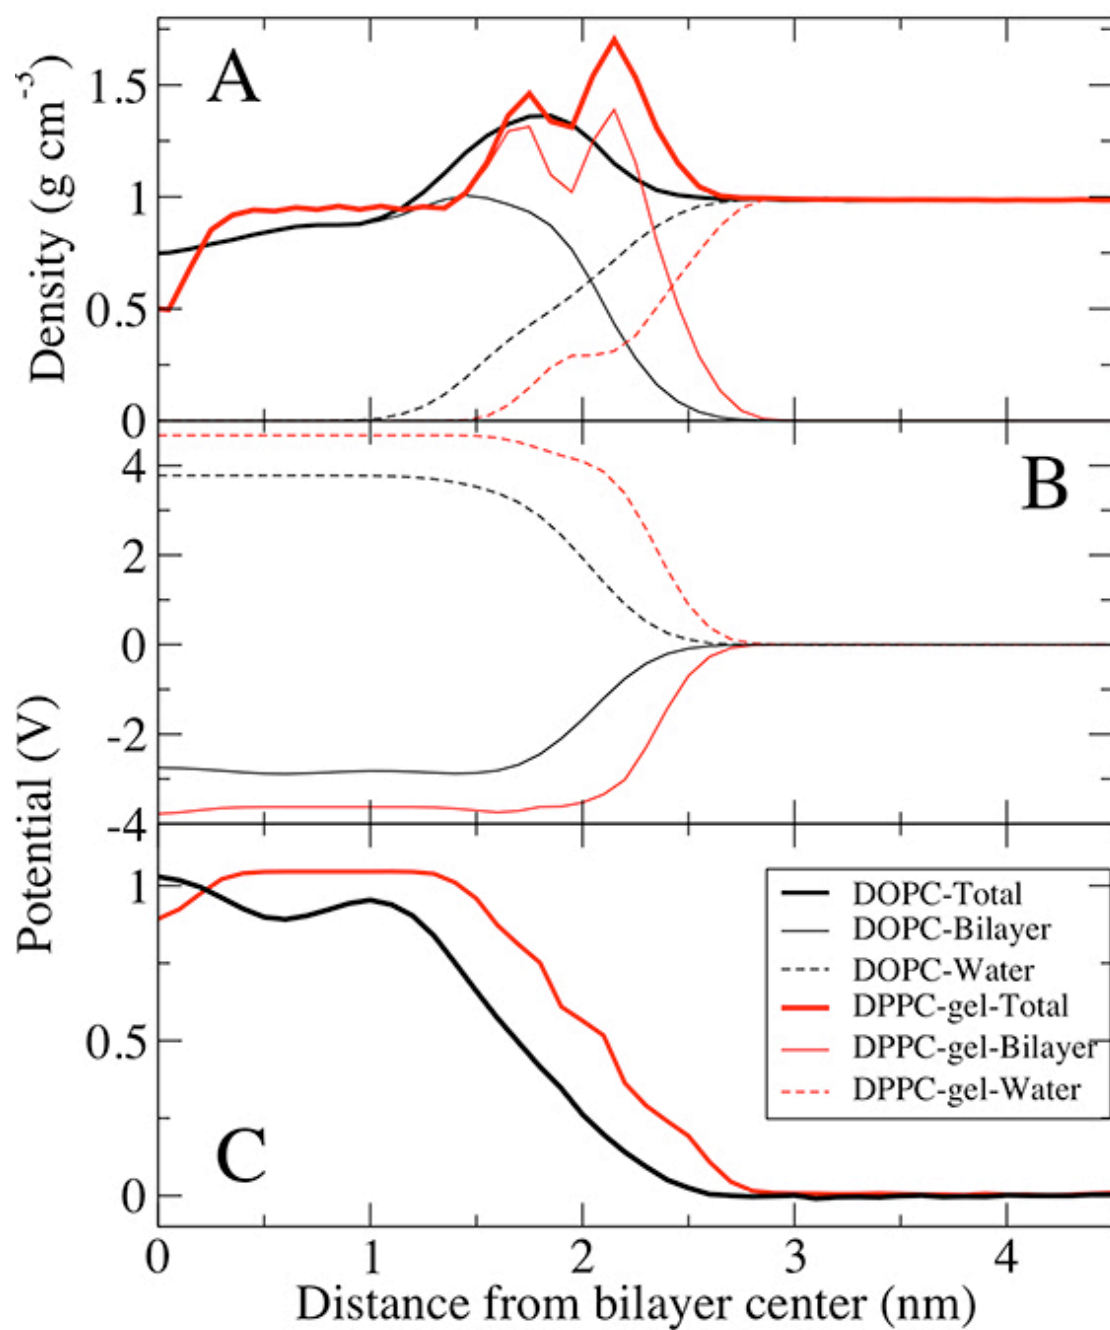 A
Density (g cm⁻³)
1.5
1
0.5
0
B
Potential (V)
4
2
0
-2
-4
C
1
0.5
0
DOPC-Total
DOPC-Bilayer
DOPC-Water
DPPC-gel-Total
DPPC-gel-Bilayer
DPPC-gel-Water
0 1 2 3 4
Distance from bilayer center (nm)